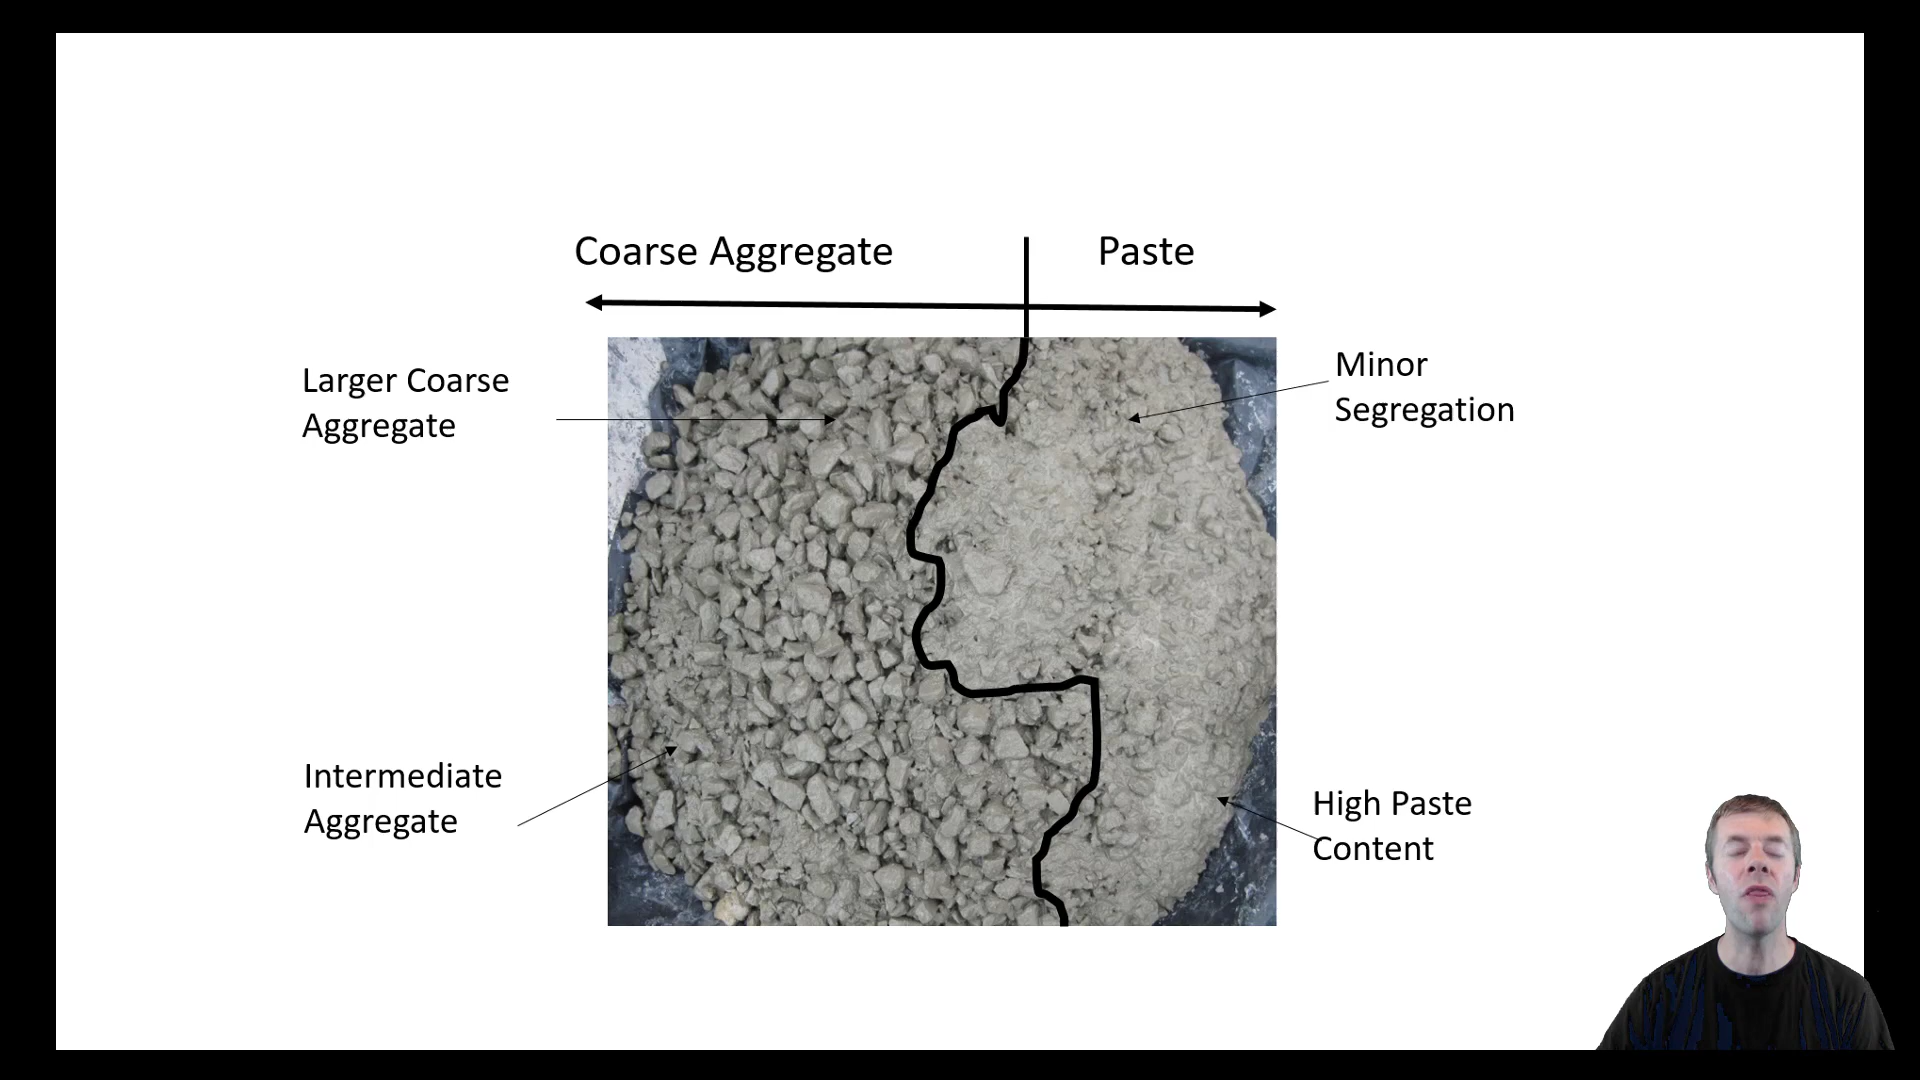 Coarse Aggregate
Paste
Larger Coarse
Aggregate
Minor
Segregation
Intermediate
Aggregate
High Paste
Content